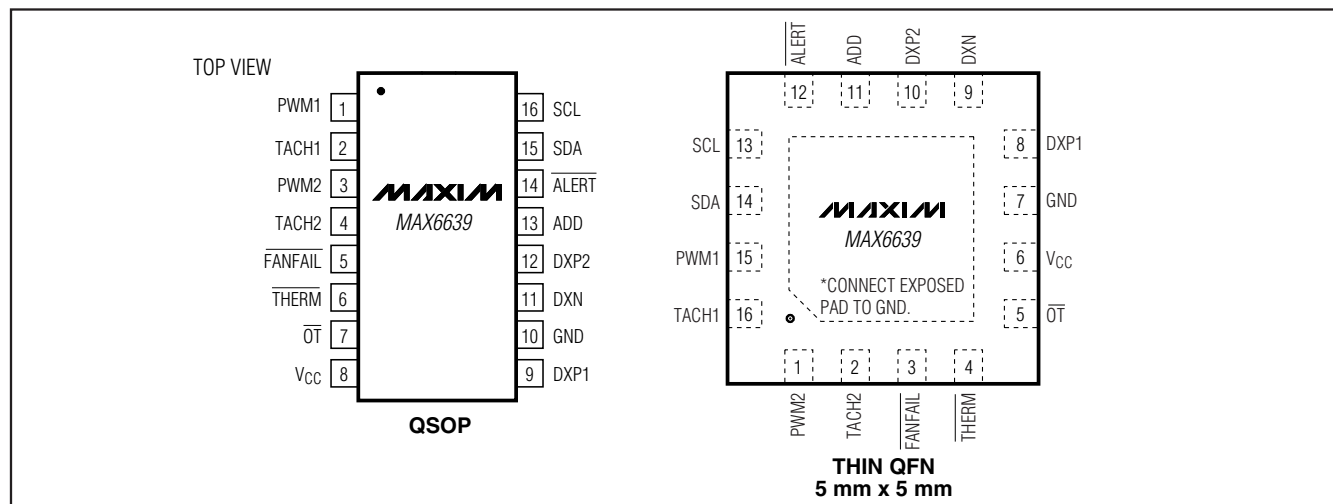 TOP VIEW
PWM1 1
TACH1 2
PWM2 3
TACH2 4
FANFAIL 5
THERM 6
OT 7
VCC 8
16 SCL
15 SDA
14 ALERT
13 ADD
12 DXP2
11 DXN
10 GND
9 DXP1
MAXIM
MAX6639
QSOP
ALERT ADD DXP2 DXN
12 11 10 9
SCL 13
SDA 14
PWM1 15
TACH1 16
8 DXP1
7 GND
6 VCC
5 OT
MAXIM
MAX6639
*CONNECT EXPOSED
PAD TO GND.
1 2 3 4
PWM2 TACH2 FANFAIL THERM
THIN QFN
5 mm x 5 mm